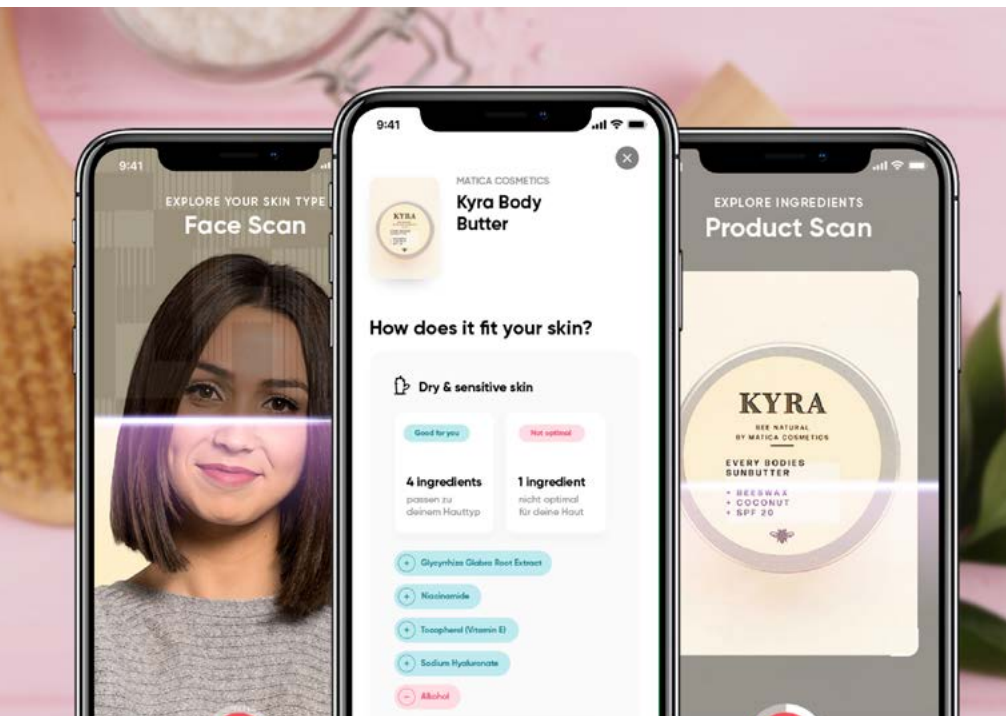 9:41
EXPLORE YOUR SKIN TYPE
Face Scan
9:41
MATICA COSMETICS
Kyra Body
Butter
KYRA
How does it fit your skin?
Dry & sensitive skin
Good for you
4 ingredients
passen zu
deinem Hauttyp
Not optimal
1 ingredient
nicht optimal
für deine Haut
+ Glycyrrhiza Glabra Root Extract
+ Niacinamide
+ Tocopherol (Vitamin E)
+ Sodium Hyaluronate
− Alkohol
EXPLORE INGREDIENTS
Product Scan
KYRA
BEE NATURAL
BY MATICA COSMETICS
EVERY BODIES
SUNBUTTER
+ BEESWAX
+ COCONUT
+ SPF 20